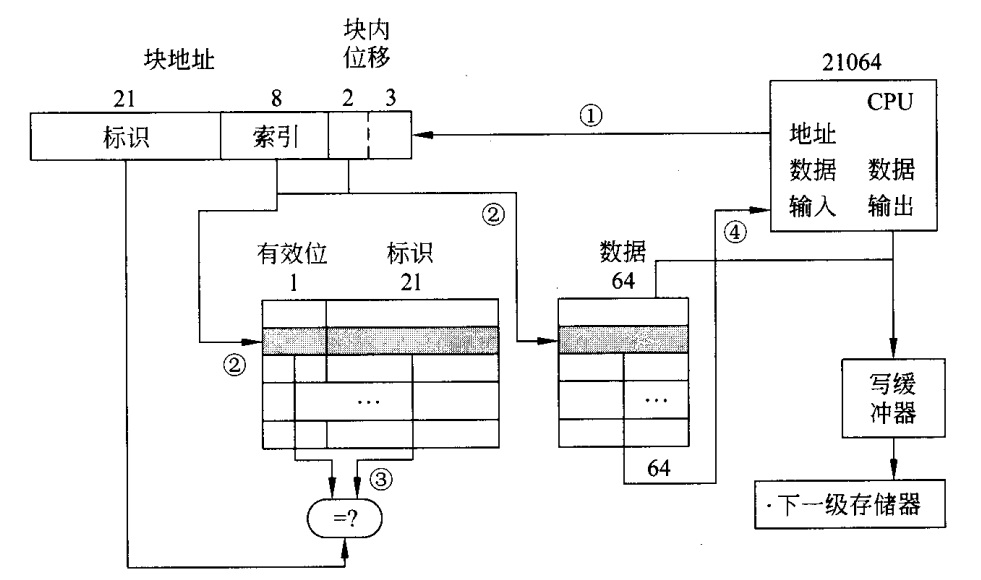 块内
块地址 位移
21064
21 8 2 3
标识 索引
①
CPU
地址
数据 数据
输入 输出
②
④
有效位 标识
1 21
数据
64
②
…
…
写缓
冲器
64
③
=?
·下一级存储器